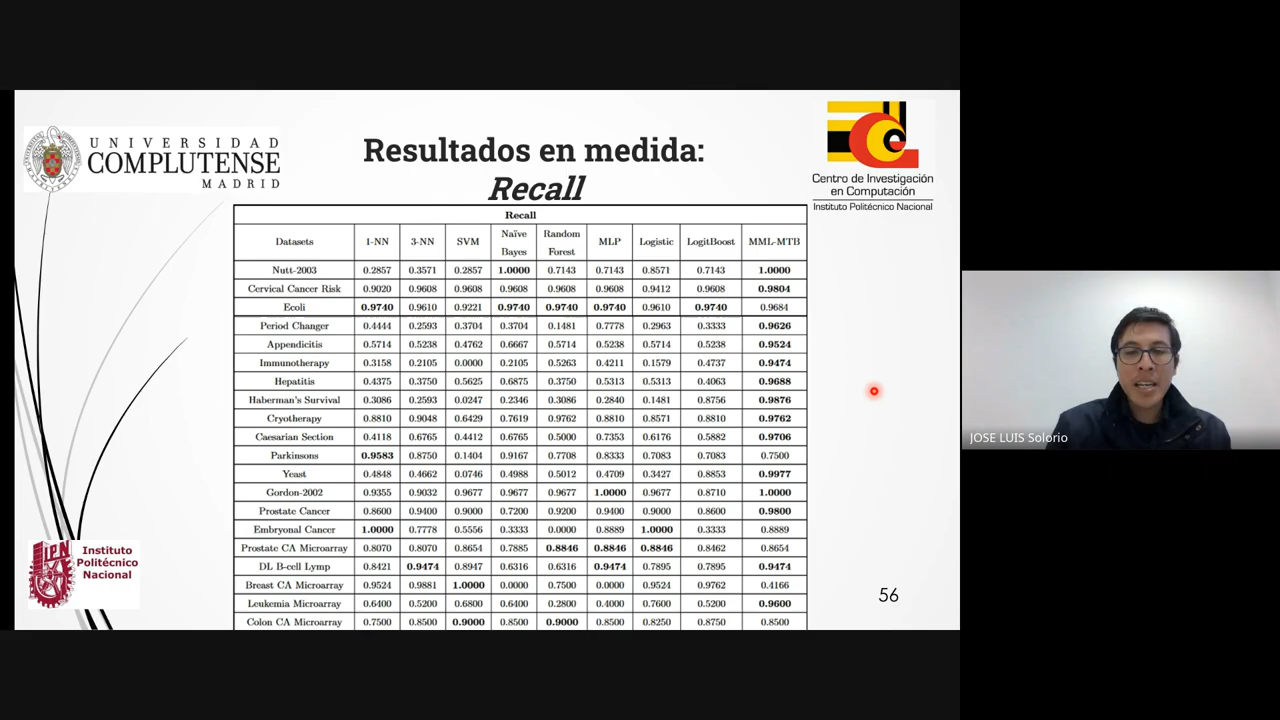 UNIVERSIDAD
COMPLUTENSE
MADRID
Resultados en medida:
Recall
Centro de Investigación
en Computación
Instituto Politécnico Nacional
Recall
Datasets 1-NN 3-NN SVM Naïve Bayes Random Forest MLP Logistic LogitBoost MML-MTB
Nutt-2003 0.2857 0.3571 0.2857 1.0000 0.7143 0.7143 0.8571 0.7143 1.0000
Cervical Cancer Risk 0.9020 0.9608 0.9608 0.9608 0.9608 0.9608 0.9412 0.9608 0.9804
Ecoli 0.9740 0.9610 0.9221 0.9740 0.9740 0.9740 0.9610 0.9740 0.9684
Period Changer 0.4444 0.2593 0.3704 0.3704 0.1481 0.7778 0.2963 0.3333 0.9626
Appendicitis 0.5714 0.5238 0.4762 0.6667 0.5714 0.5238 0.5714 0.5238 0.9524
Immunotherapy 0.3158 0.2105 0.0000 0.2105 0.5263 0.4211 0.1579 0.4737 0.9474
Hepatitis 0.4375 0.3750 0.5625 0.6875 0.3750 0.5313 0.5313 0.4063 0.9688
Haberman's Survival 0.3086 0.2593 0.0247 0.2346 0.3086 0.2840 0.1481 0.8756 0.9876
Cryotherapy 0.8810 0.9048 0.6429 0.7619 0.9762 0.8810 0.8571 0.8810 0.9762
Caesarian Section 0.4118 0.6765 0.4412 0.6765 0.5000 0.7353 0.6176 0.5882 0.9706
Parkinsons 0.9583 0.8750 0.1404 0.9167 0.7708 0.8333 0.7083 0.7083 0.7500
Yeast 0.4848 0.4662 0.0746 0.4988 0.5012 0.4709 0.3427 0.8853 0.9977
Gordon-2002 0.9355 0.9032 0.9677 0.9677 0.9677 1.0000 0.9677 0.8710 1.0000
Prostate Cancer 0.8600 0.9400 0.9000 0.7200 0.9200 0.9400 0.9000 0.8600 0.9800
Embryonal Cancer 1.0000 0.7778 0.5556 0.3333 0.0000 0.8889 1.0000 0.3333 0.8889
Prostate CA Microarray 0.8070 0.8070 0.8654 0.7885 0.8846 0.8846 0.8846 0.8462 0.8654
DL B-cell Lymp 0.8421 0.9474 0.8947 0.6316 0.6316 0.9474 0.7895 0.7895 0.9474
Breast CA Microarray 0.9524 0.9881 1.0000 0.0000 0.7500 0.0000 0.9524 0.9762 0.4166
Leukemia Microarray 0.6400 0.5200 0.6800 0.6400 0.2800 0.4000 0.7600 0.5200 0.9600
Colon CA Microarray 0.7500 0.8500 0.9000 0.8500 0.9000 0.8500 0.8250 0.8750 0.8500
I.P.N.
Instituto
Politécnico
Nacional
56
JOSE LUIS Solorio